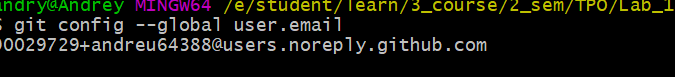 andry@Andrey MINGW64 /e/student/learn/3_course/2_sem/TPO/Lab_1
$ git config --global user.email
00029729+andreu64388@users.noreply.github.com